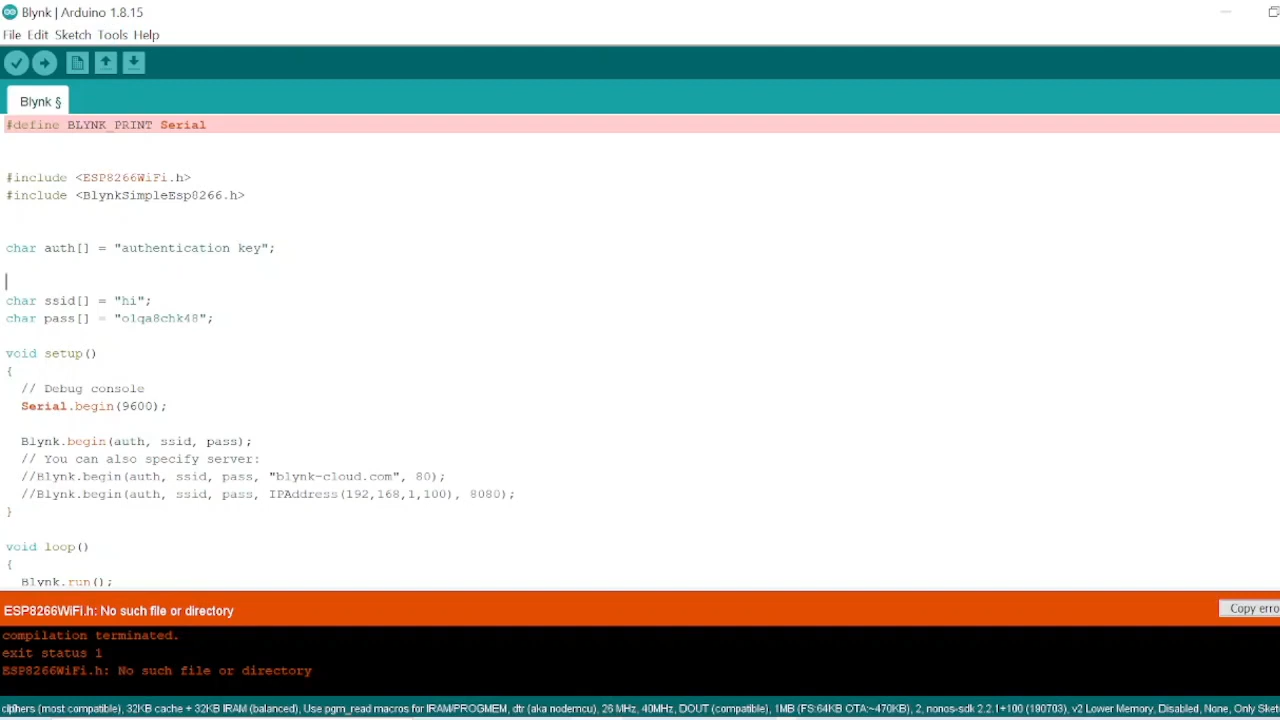 Blynk | Arduino 1.8.15
File Edit Sketch Tools Help
Blynk §
#define BLYNK_PRINT Serial
#include <ESP8266WiFi.h>
#include <BlynkSimpleEsp8266.h>
char auth[] = "authentication key";
char ssid[] = "hi";
char pass[] = "olqa8chk48";
void setup()
{
// Debug console
Serial.begin(9600);
Blynk.begin(auth, ssid, pass);
// You can also specify server:
//Blynk.begin(auth, ssid, pass, "blynk-cloud.com", 80);
//Blynk.begin(auth, ssid, pass, IPAddress(192,168,1,100), 8080);
}
void loop()
{
Blynk.run();
ESP8266WiFi.h: No such file or directory
Copy erro
compilation terminated.
exit status 1
ESP8266WiFi.h: No such file or directory
ciphers (most compatible), 32KB cache + 32KB IRAM (balanced), Use pgm_read macros for IRAM/PROGMEM, dtr (aka nodemcu), 26 MHz, 40MHz, DOUT (compatible), 1MB (FS:64KB OTA:~470KB), 2, nonos-sdk 2.2.1+100 (190703), v2 Lower Memory, Disabled, None, Only Sket